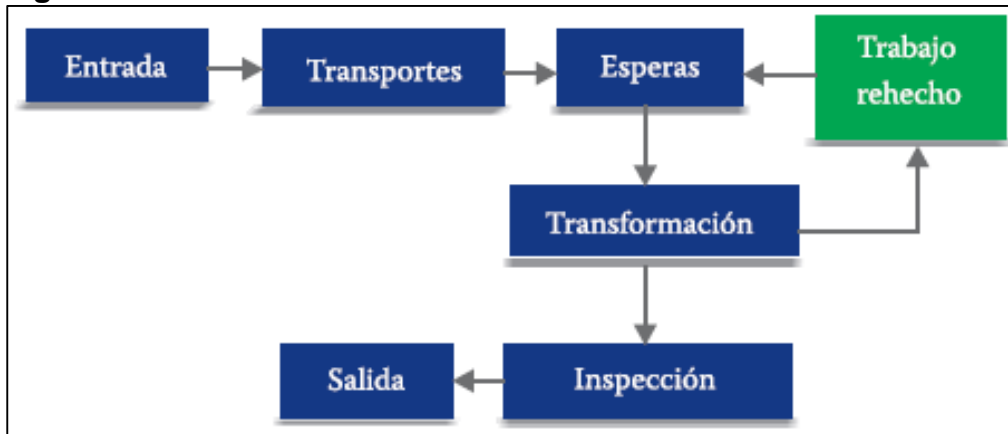 Entrada
Transportes
Esperas
Trabajo
rehecho
Transformación
Salida
Inspección